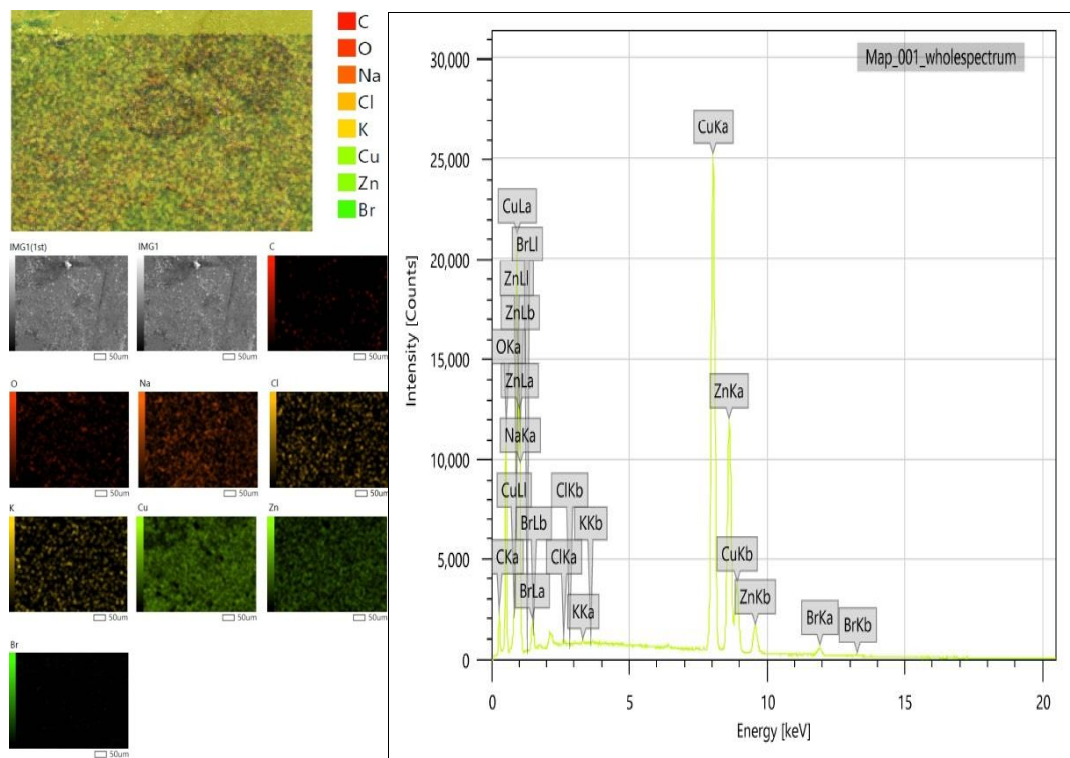 C
O
Na
Cl
K
Cu
Zn
Br
IMG1(1st)
IMG1
C
50um
50um
50um
O
Na
Cl
50um
50um
50um
K
Cu
Zn
50um
50um
50um
Br
50um
Map_001_wholespectrum
Intensity [Counts]
30,000
25,000
20,000
15,000
10,000
5,000
0
CuKa
CuLa
BrLl
ZnLl
ZnLb
OKa
ZnLa
ZnKa
NaKa
CuLl
ClKb
BrLb
KKb
CKa
ClKa
CuKb
BrLa
KKa
ZnKb
BrKa
BrKb
0
5
10
15
20
Energy [keV]